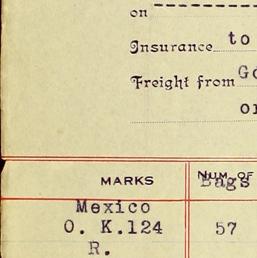 on
Insurance to
Freight from
MARKS NUM. OF
Bags
Mexico
O. K.124 57
R.